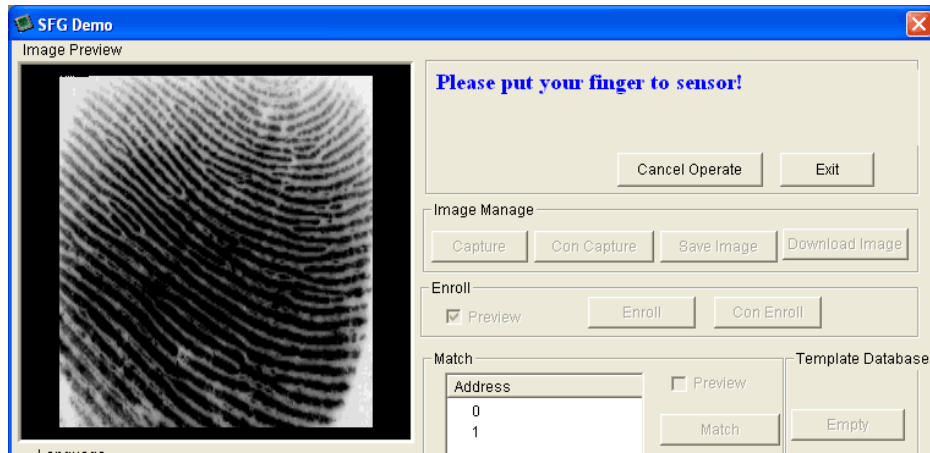 SFG Demo
Image Preview
Please put your finger to sensor!
Cancel Operate
Exit
Image Manage
Capture
Con Capture
Save Image
Download Image
Enroll
Preview
Enroll
Con Enroll
Match
Address
0
1
Preview
Match
Template Database
Empty
Language